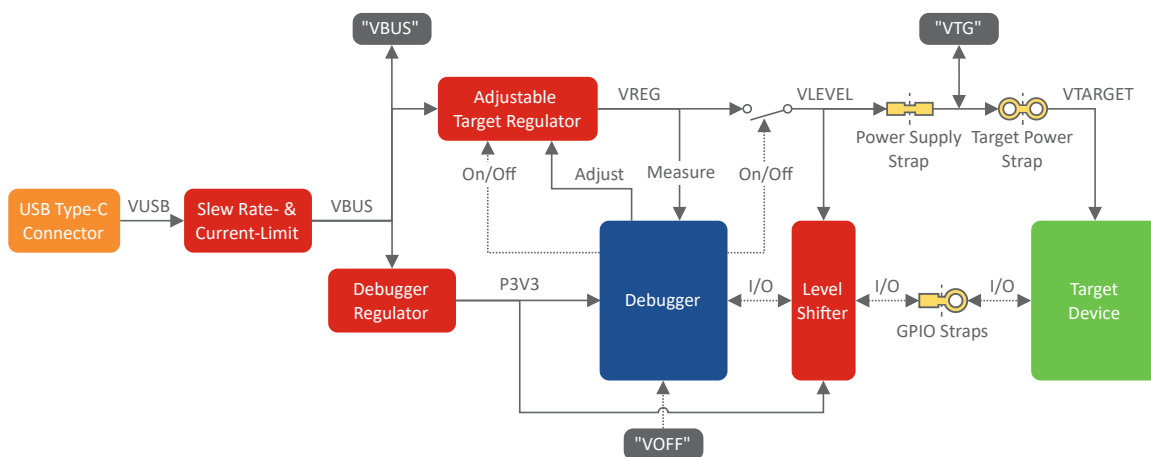 "VBUS"
"VTG"
Adjustable
Target Regulator
VREG
VLEVEL
VTARGET
Power Supply
Strap
Target Power
Strap
On/Off
Adjust
Measure
On/Off
USB Type-C
Connector
VUSB
Slew Rate- &
Current-Limit
VBUS
Debugger
Regulator
P3V3
Debugger
I/O
Level
Shifter
I/O
GPIO Straps
I/O
Target
Device
"VOFF"